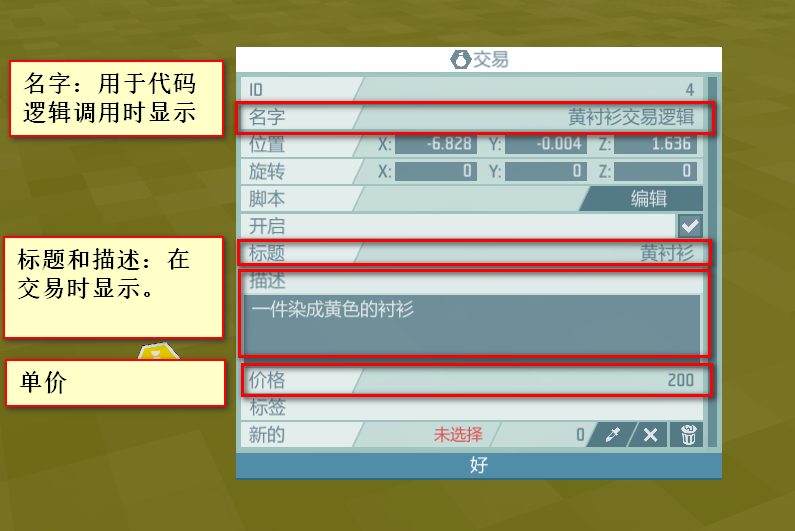 名字：用于代码
逻辑调用时显示
标题和描述：在
交易时显示。
单价
交易
ID 4
名字 黄衬衫交易逻辑
位置 X: -6.828 Y: -0.004 Z: 1.636
旋转 X: 0 Y: 0 Z: 0
脚本 编辑
开启
标题 黄衬衫
描述
一件染成黄色的衬衫
价格 200
标签
新的 未选择 0
好